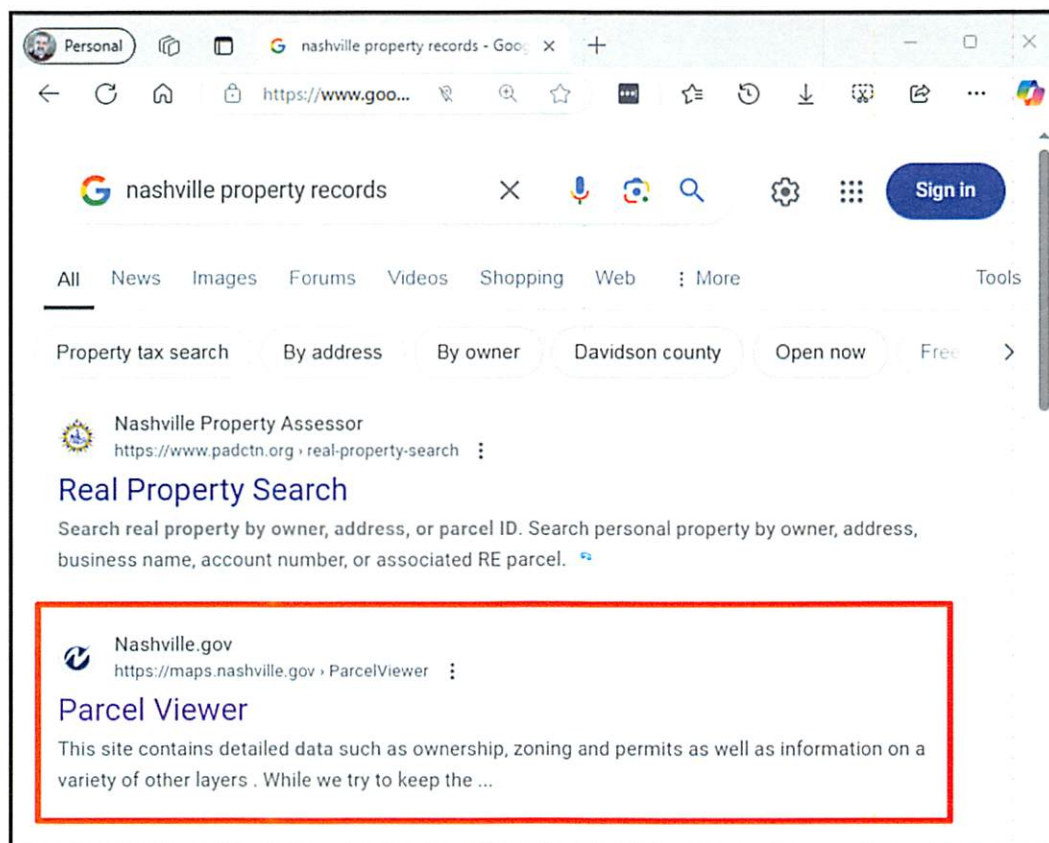 Personal
nashville property records - Goog
https://www.goo...
nashville property records
Sign in
All News Images Forums Videos Shopping Web More Tools
Property tax search By address By owner Davidson county Open now Free
Nashville Property Assessor
https://www.padctn.org › real-property-search
Real Property Search
Search real property by owner, address, or parcel ID. Search personal property by owner, address,
business name, account number, or associated RE parcel.
Nashville.gov
https://maps.nashville.gov › ParcelViewer
Parcel Viewer
This site contains detailed data such as ownership, zoning and permits as well as information on a
variety of other layers . While we try to keep the ...